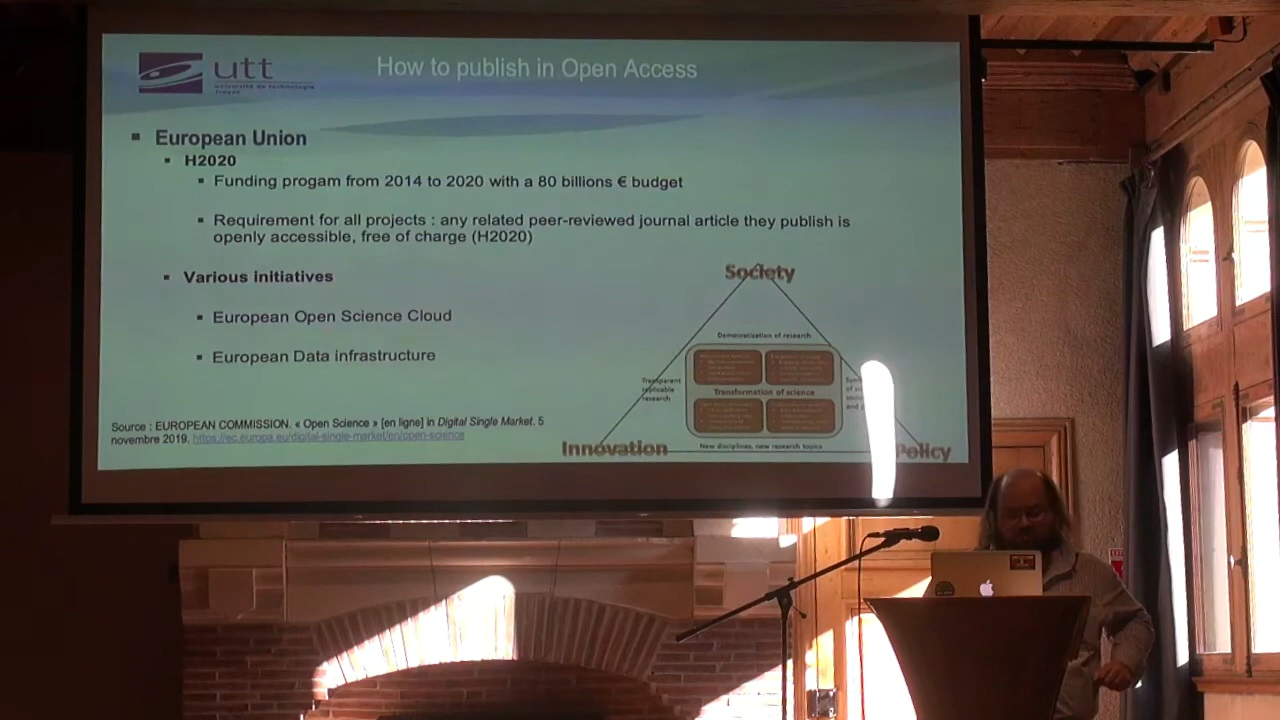 utt
université de technologie
Troyes
How to publish in Open Access
European Union
H2020
Funding progam from 2014 to 2020 with a 80 billions € budget
Requirement for all projects : any related peer-reviewed journal article they publish is
openly accessible, free of charge (H2020)
Various initiatives
European Open Science Cloud
European Data infrastructure
Source : EUROPEAN COMMISSION. « Open Science » [en ligne] in Digital Single Market. 5
novembre 2019. https://ec.europa.eu/digital-single-market/en/open-science
Society
Democratization of research
Transparent
replicable
research
Transformation of science
New disciplines, new research topics
Innovation
Policy